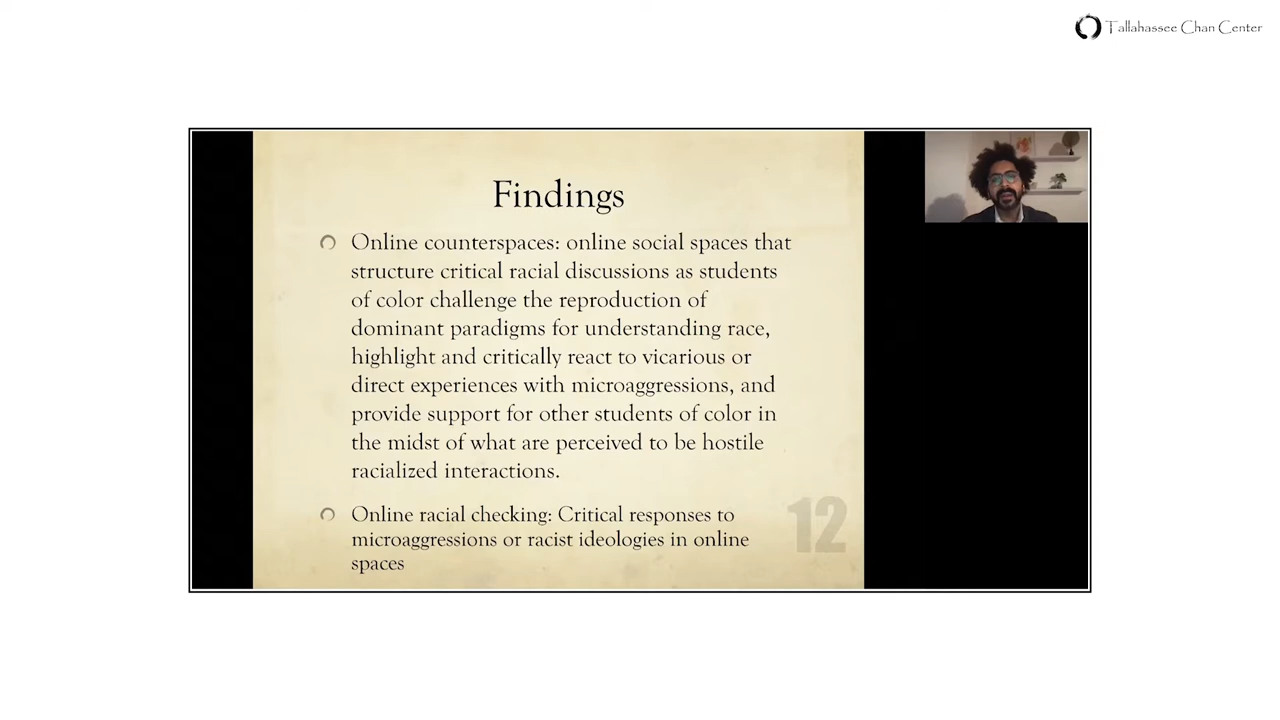 Tallahassee Chan Center
Findings
Online counterspaces: online social spaces that
structure critical racial discussions as students
of color challenge the reproduction of
dominant paradigms for understanding race,
highlight and critically react to vicarious or
direct experiences with microaggressions, and
provide support for other students of color in
the midst of what are perceived to be hostile
racialized interactions.
Online racial checking: Critical responses to
microaggressions or racist ideologies in online
spaces
12